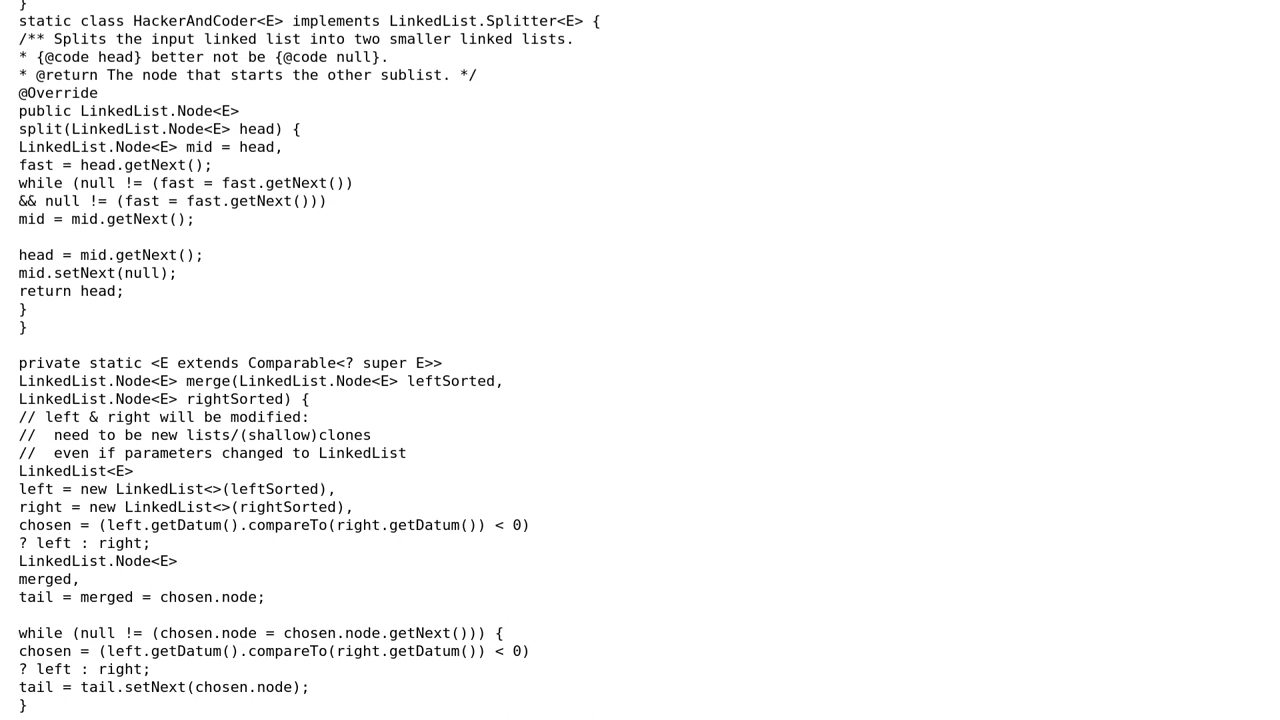 }
static class HackerAndCoder<E> implements LinkedList.Splitter<E> {
/** Splits the input linked list into two smaller linked lists.
* {@code head} better not be {@code null}.
* @return The node that starts the other sublist. */
@Override
public LinkedList.Node<E>
split(LinkedList.Node<E> head) {
LinkedList.Node<E> mid = head,
fast = head.getNext();
while (null != (fast = fast.getNext())
&& null != (fast = fast.getNext()))
mid = mid.getNext();

head = mid.getNext();
mid.setNext(null);
return head;
}
}

private static <E extends Comparable<? super E>>
LinkedList.Node<E> merge(LinkedList.Node<E> leftSorted,
LinkedList.Node<E> rightSorted) {
// left & right will be modified:
//  need to be new lists/(shallow)clones
//  even if parameters changed to LinkedList
LinkedList<E>
left = new LinkedList<>(leftSorted),
right = new LinkedList<>(rightSorted),
chosen = (left.getDatum().compareTo(right.getDatum()) < 0)
? left : right;
LinkedList.Node<E>
merged,
tail = merged = chosen.node;

while (null != (chosen.node = chosen.node.getNext())) {
chosen = (left.getDatum().compareTo(right.getDatum()) < 0)
? left : right;
tail = tail.setNext(chosen.node);
}